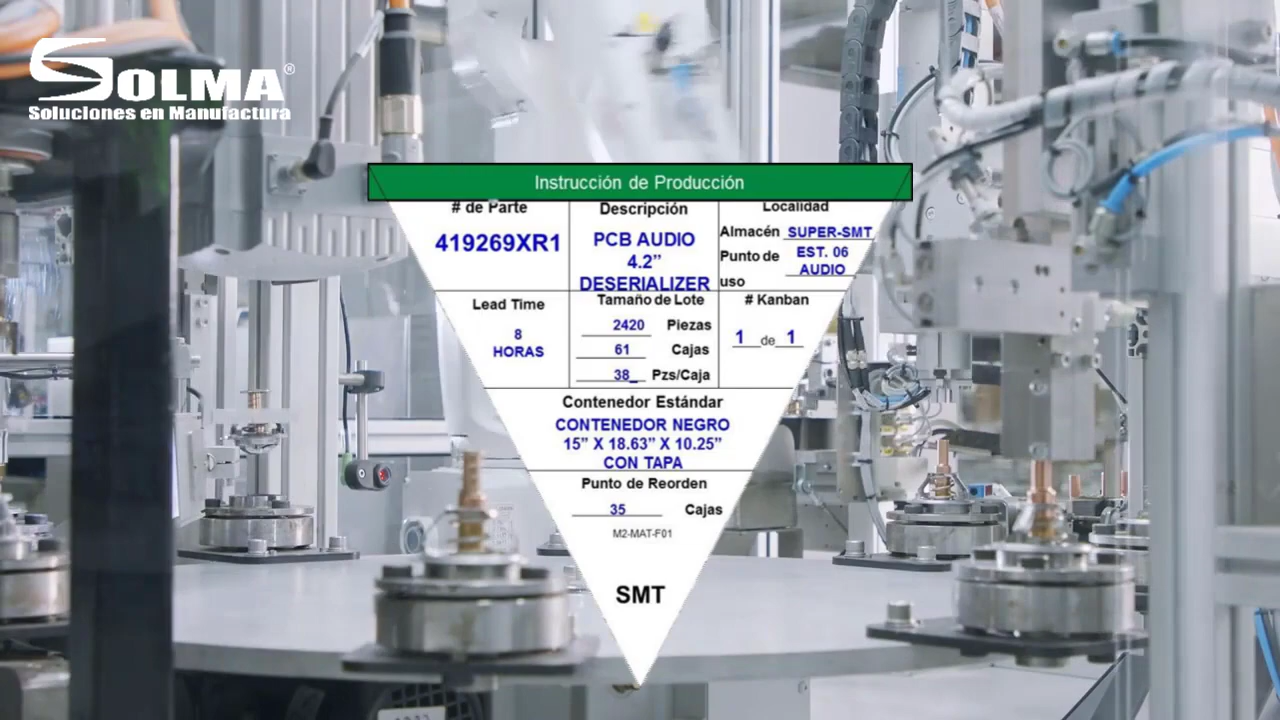 SOLMA®
Soluciones en Manufactura
Instrucción de Producción
# de Parte
419269XR1
Descripción
PCB AUDIO
4.2”
DESERIALIZER
Localidad
Almacén SUPER-SMT
Punto de uso EST. 06 AUDIO
Lead Time
8
HORAS
Tamaño de Lote
2420 Piezas
61 Cajas
38_ Pzs/Caja
# Kanban
1 de 1
Contenedor Estándar
CONTENEDOR NEGRO
15” X 18.63” X 10.25”
CON TAPA
Punto de Reorden
35 Cajas
M2-MAT-F01
SMT